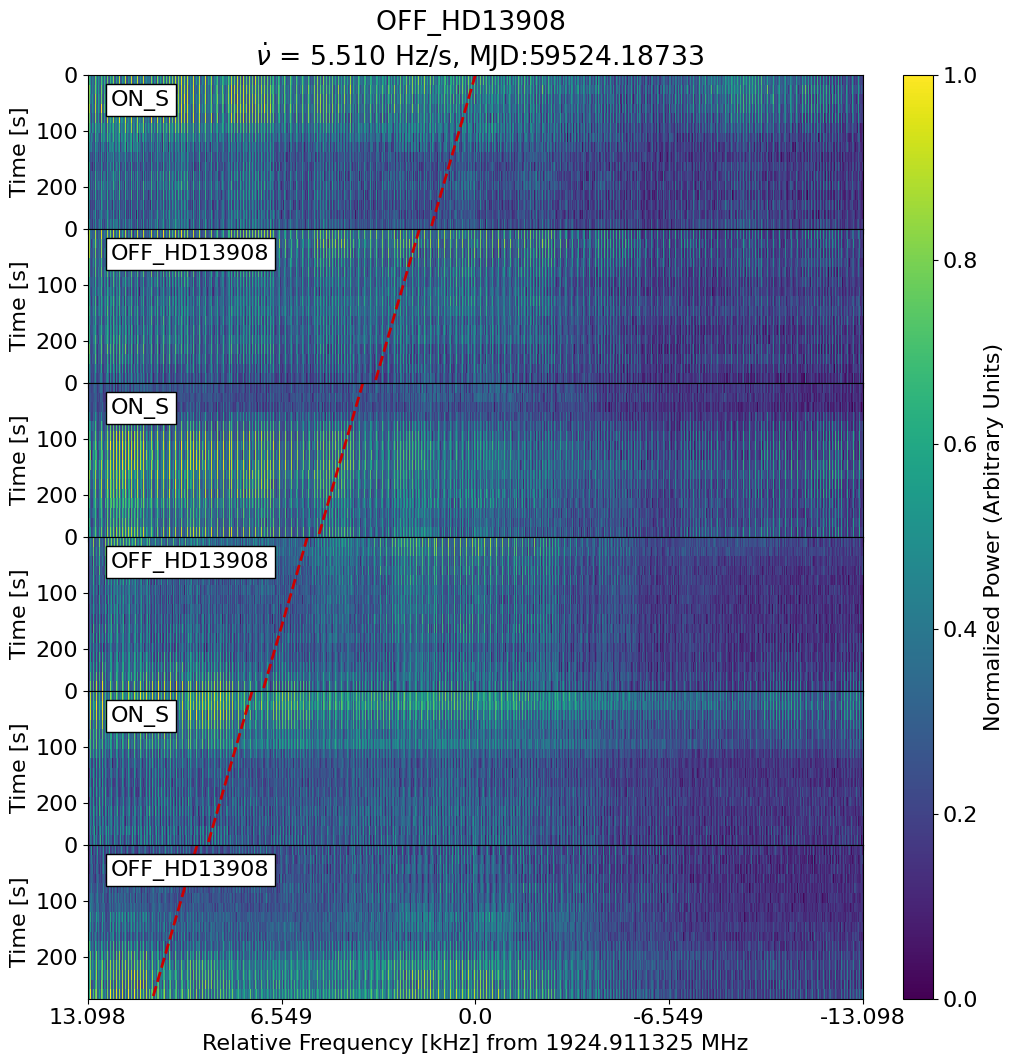 OFF_HD13908
ν̇ = 5.510 Hz/s, MJD:59524.18733
0
ON_S
100
200
Time [s]
0
OFF_HD13908
100
200
Time [s]
0
ON_S
100
200
Time [s]
0
OFF_HD13908
100
200
Time [s]
0
ON_S
100
200
Time [s]
0
OFF_HD13908
100
200
Time [s]
13.098 6.549 0.0 -6.549 -13.098
Relative Frequency [kHz] from 1924.911325 MHz
1.0
0.8
0.6
0.4
0.2
0.0
Normalized Power (Arbitrary Units)